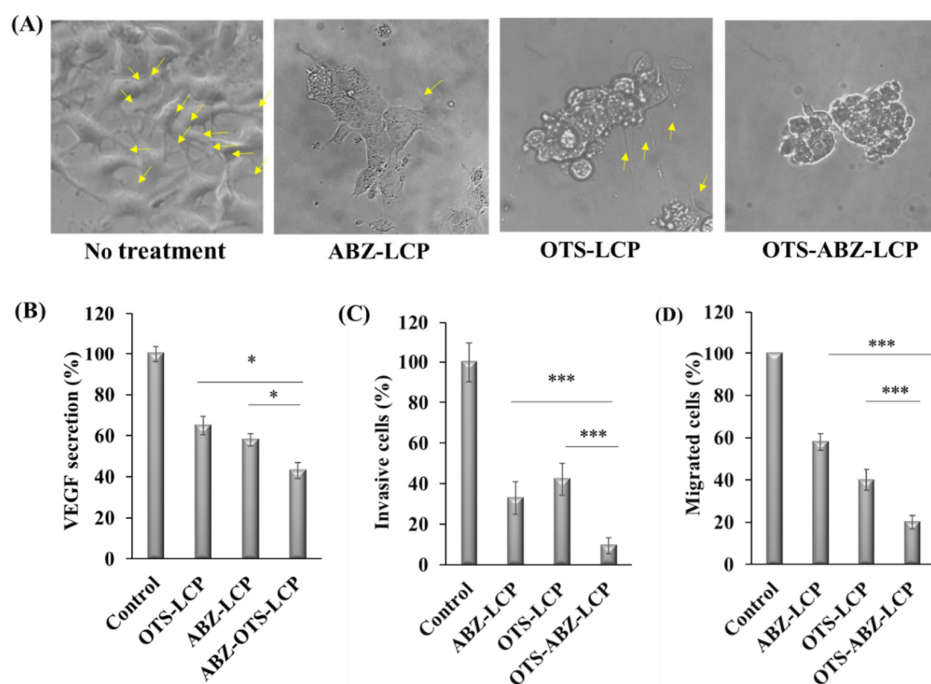 (A)
No treatment
ABZ-LCP
OTS-LCP
OTS-ABZ-LCP
(B)
VEGF secretion (%)
120
100
80
60
40
20
0
*
*
Control
OTS-LCP
ABZ-LCP
ABZ-OTS-LCP
(C)
Invasive cells (%)
120
100
80
60
40
20
0
***
***
Control
ABZ-LCP
OTS-LCP
OTS-ABZ-LCP
(D)
Migrated cells (%)
120
100
80
60
40
20
0
***
***
Control
ABZ-LCP
OTS-LCP
OTS-ABZ-LCP